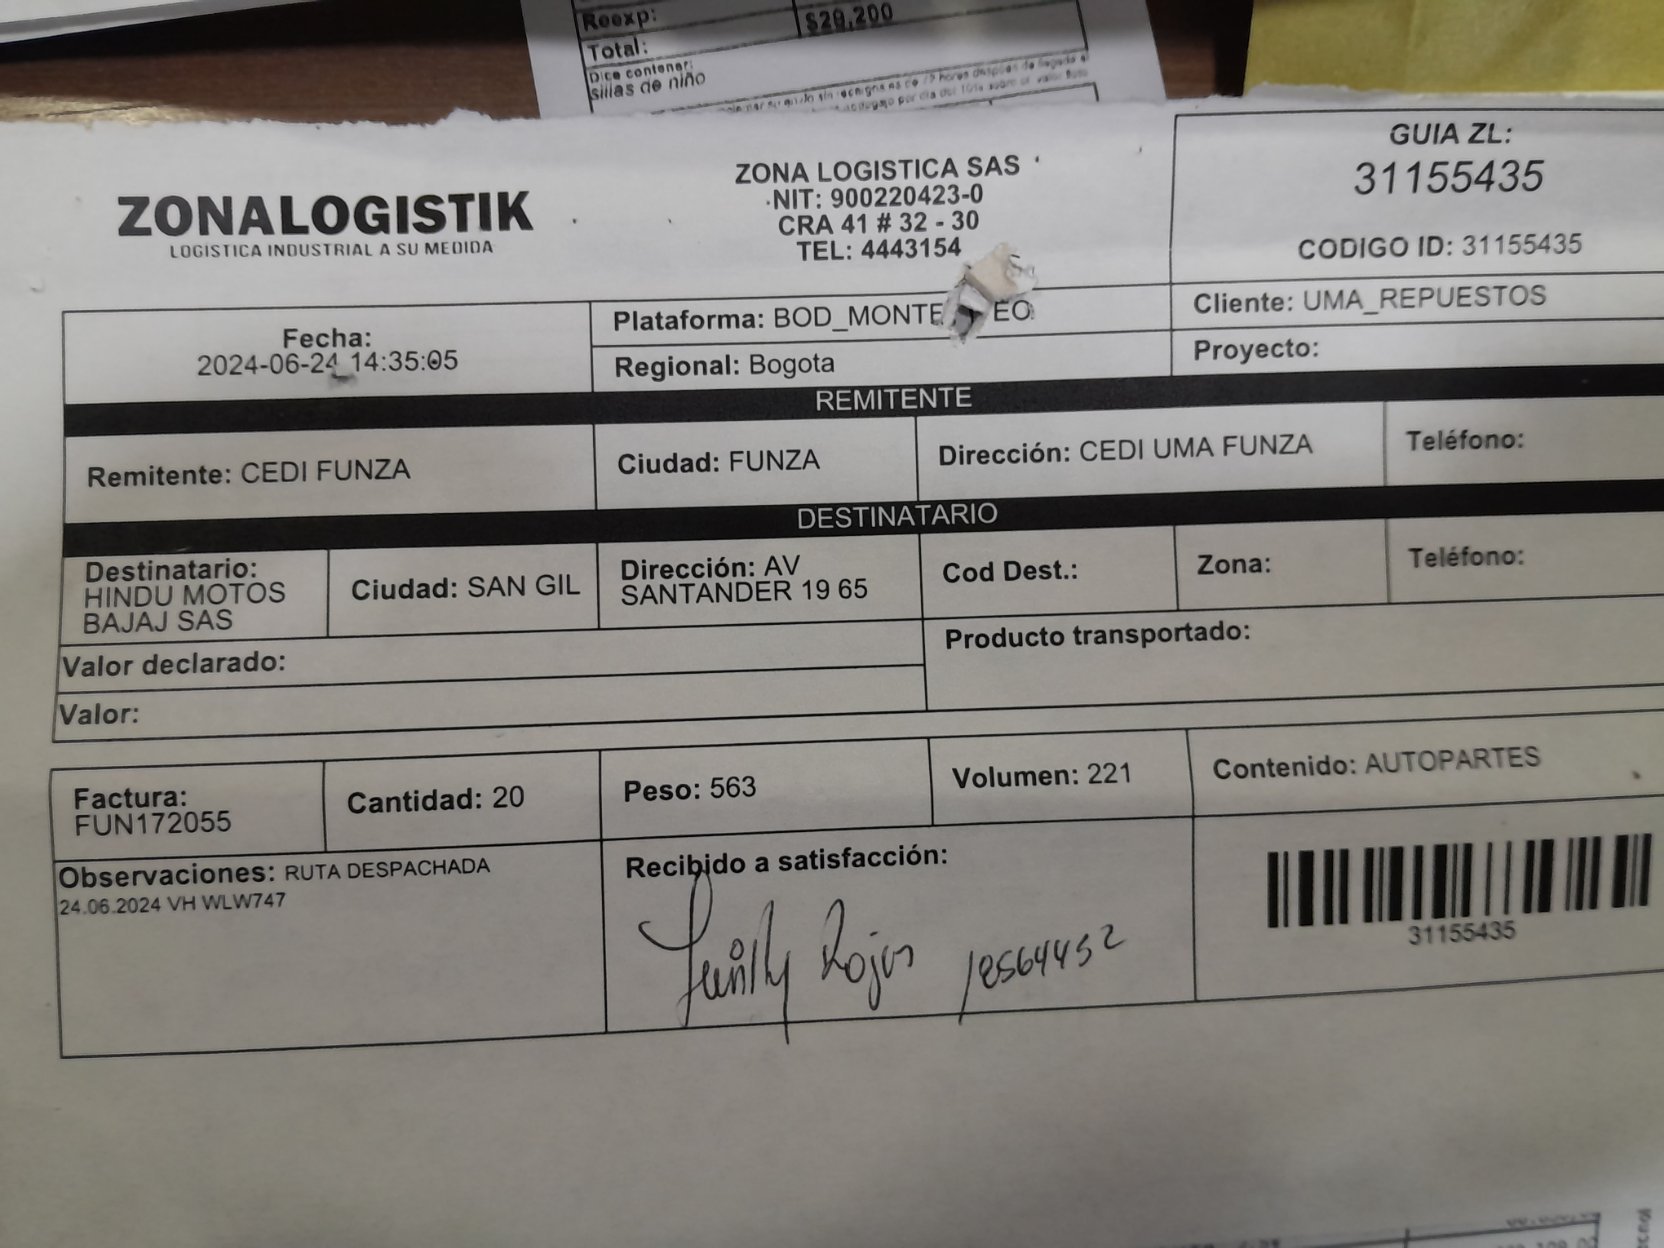 Reexp: $29,200
Total:
Dice contener:
sillas de niño
ZONALOGISTIK
LOGISTICA INDUSTRIAL A SU MEDIDA
ZONA LOGISTICA SAS
NIT: 900220423-0
CRA 41 # 32 - 30
TEL: 4443154
GUIA ZL:
31155435
CODIGO ID: 31155435
Fecha:
2024-06-24 14:35:05
Plataforma: BOD_MONTE EO
Regional: Bogota
Cliente: UMA_REPUESTOS
Proyecto:
REMITENTE
Remitente: CEDI FUNZA
Ciudad: FUNZA
Dirección: CEDI UMA FUNZA
Teléfono:
DESTINATARIO
Destinatario:
HINDU MOTOS
BAJAJ SAS
Ciudad: SAN GIL
Dirección: AV
SANTANDER 19 65
Cod Dest.:
Zona:
Teléfono:
Valor declarado:
Valor:
Producto transportado:
Factura:
FUN172055
Cantidad: 20
Peso: 563
Volumen: 221
Contenido: AUTOPARTES
Observaciones: RUTA DESPACHADA
24.06.2024 VH WLW747
Recibido a satisfacción:
Rojas
31155435